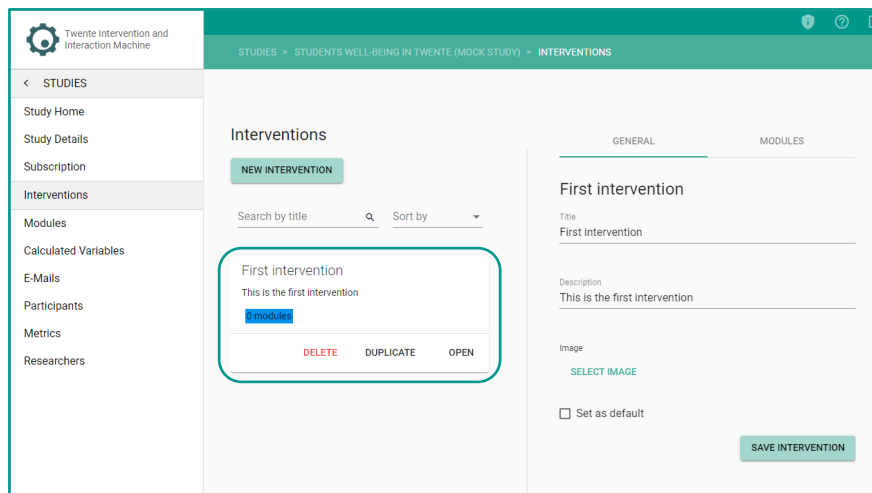 Twente Intervention and
Interaction Machine
STUDIES > STUDENTS WELL-BEING IN TWENTE (MOCK STUDY) > INTERVENTIONS
< STUDIES
Study Home
Study Details
Subscription
Interventions
Modules
Calculated Variables
E-Mails
Participants
Metrics
Researchers
Interventions
NEW INTERVENTION
Search by title Sort by
First intervention
This is the first intervention
0 modules
DELETE DUPLICATE OPEN
GENERAL MODULES
First intervention
Title
First intervention
Description
This is the first intervention
Image
SELECT IMAGE
Set as default
SAVE INTERVENTION